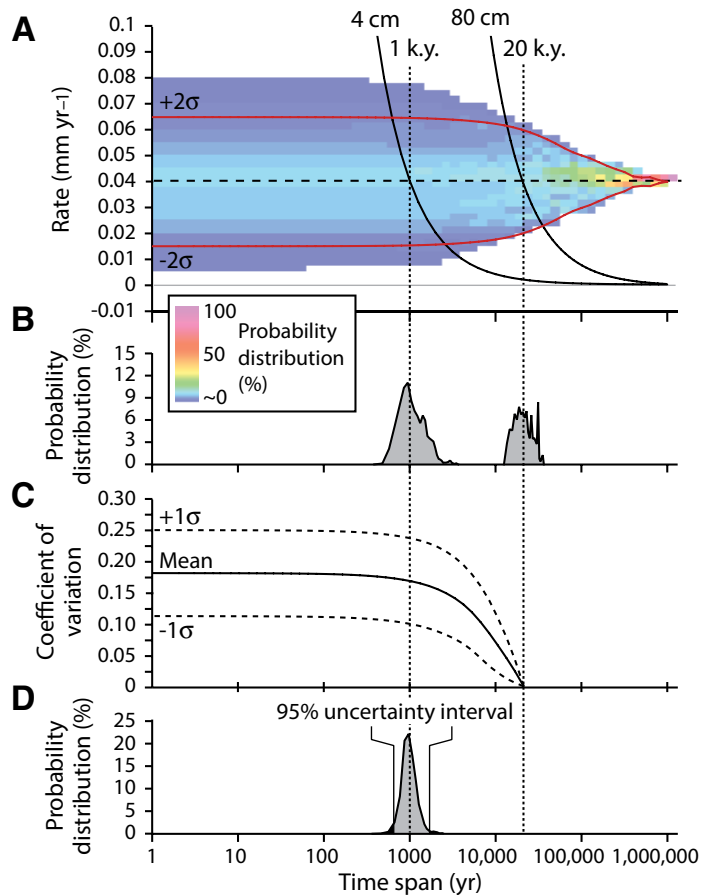 A
4 cm
80 cm
1 k.y.
20 k.y.
Rate (mm yr–1)
0.1
0.09
0.08
0.07
0.06
0.05
0.04
0.03
0.02
0.01
0
-0.01
+2σ
-2σ
100
50
~0
Probability
distribution
(%)
B
Probability
distribution (%)
15
12
9
6
3
0
C
Coefficient of
variation
0.30
0.25
0.20
0.15
0.10
0.05
0
+1σ
Mean
-1σ
D
Probability
distribution (%)
25
20
15
10
5
0
95% uncertainty interval
1
10
100
1000
10,000
100,000
1,000,000
Time span (yr)